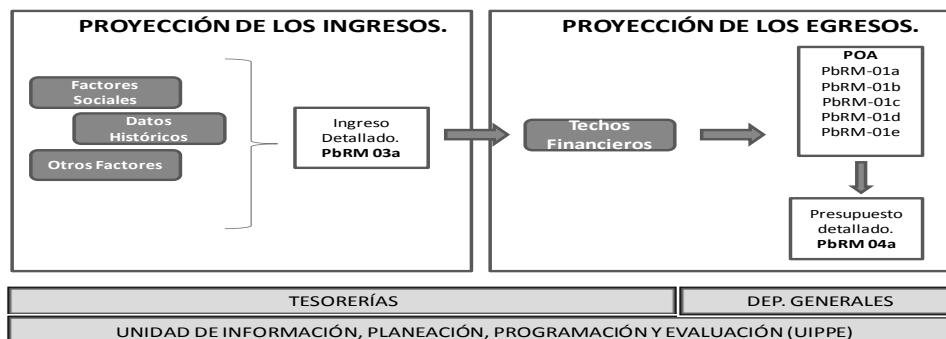 PROYECCIÓN DE LOS INGRESOS.
Factores
Sociales
Datos
Históricos
Otros Factores
Ingreso
Detallado.
PbRM 03a
PROYECCIÓN DE LOS EGRESOS.
Techos
Financieros
POA
PbRM-01a
PbRM-01b
PbRM-01c
PbRM-01d
PbRM-01e
Presupuesto
detallado.
PbRM 04a
TESORERÍAS
DEP. GENERALES
UNIDAD DE INFORMACIÓN, PLANEACIÓN, PROGRAMACIÓN Y EVALUACIÓN (UIPPE)